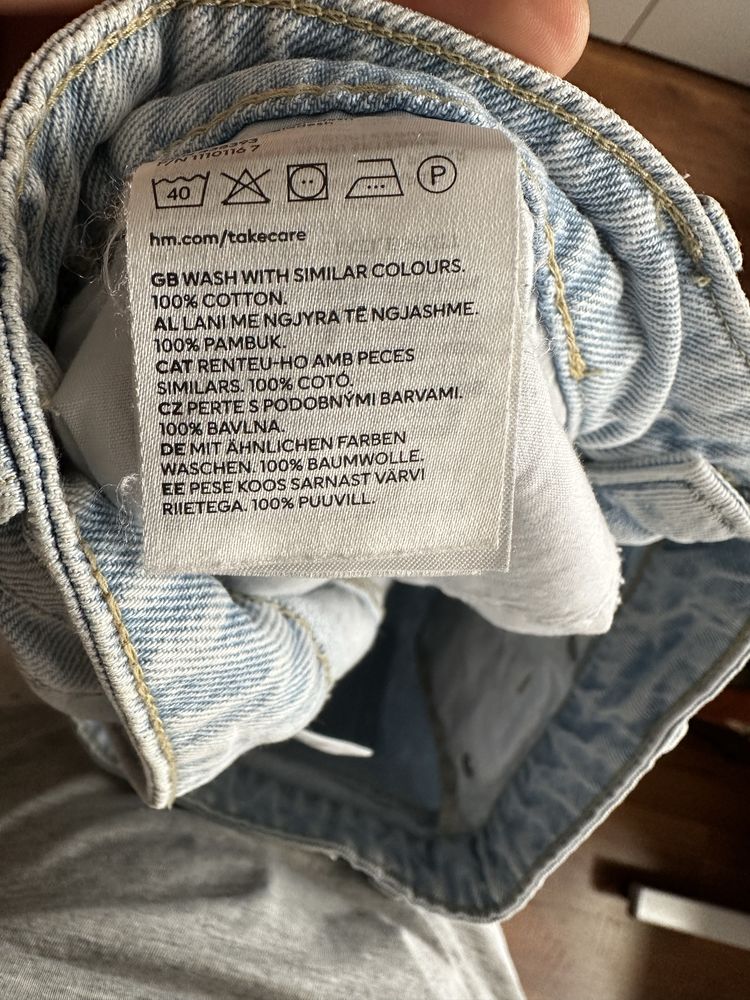 P/N 1110116 7
40
P
hm.com/takecare
GB WASH WITH SIMILAR COLOURS.
100% COTTON.
AL LANI ME NGJYRA TË NGJASHME.
100% PAMBUK.
CAT RENTEU-HO AMB PECES
SIMILARS. 100% COTÓ.
CZ PERTE S PODOBNÝMI BARVAMI.
100% BAVLNA.
DE MIT ÄHNLICHEN FARBEN
WASCHEN. 100% BAUMWOLLE.
EE PESE KOOS SARNAST VÄRVI
RIIETEGA. 100% PUUVILL.